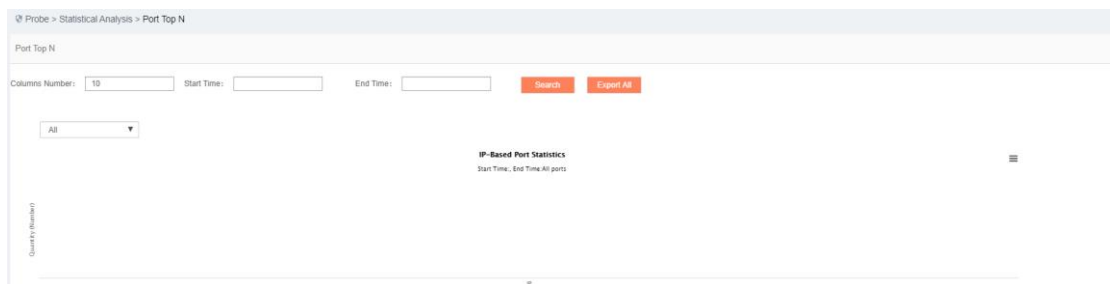 Probe > Statistical Analysis > Port Top N
Port Top N
Columns Number: 10 Start Time: End Time: Search Export All
All
IP-Based Port Statistics
Start Time:, End Time:All ports
Quantity (Number)